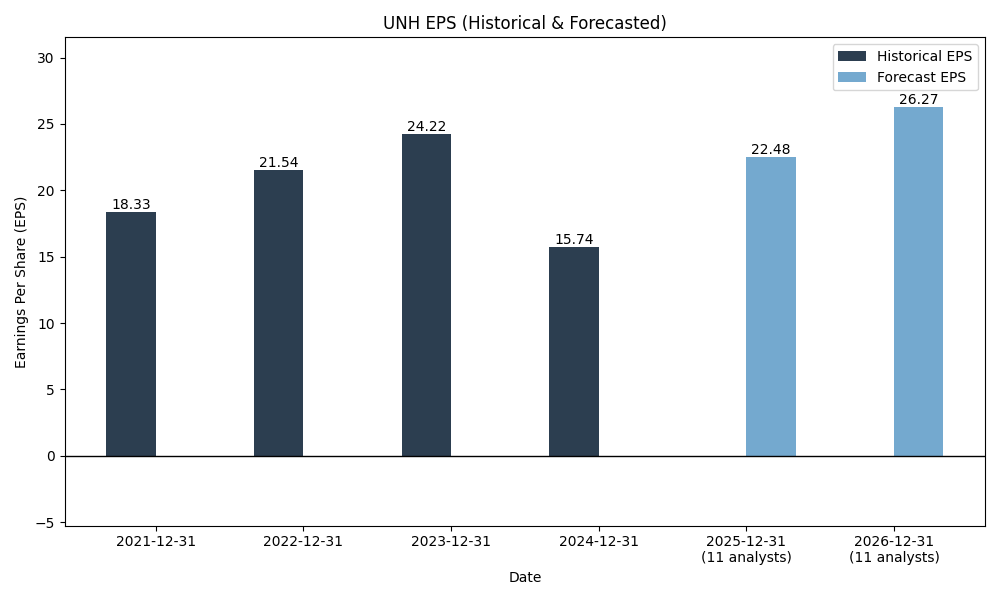 UNH EPS (Historical & Forecasted)
Historical EPS
Forecast EPS
Earnings Per Share (EPS)
30
25
20
15
10
5
0
−5
18.33
21.54
24.22
15.74
22.48
26.27
2021-12-31
2022-12-31
2023-12-31
2024-12-31
2025-12-31
(11 analysts)
2026-12-31
(11 analysts)
Date